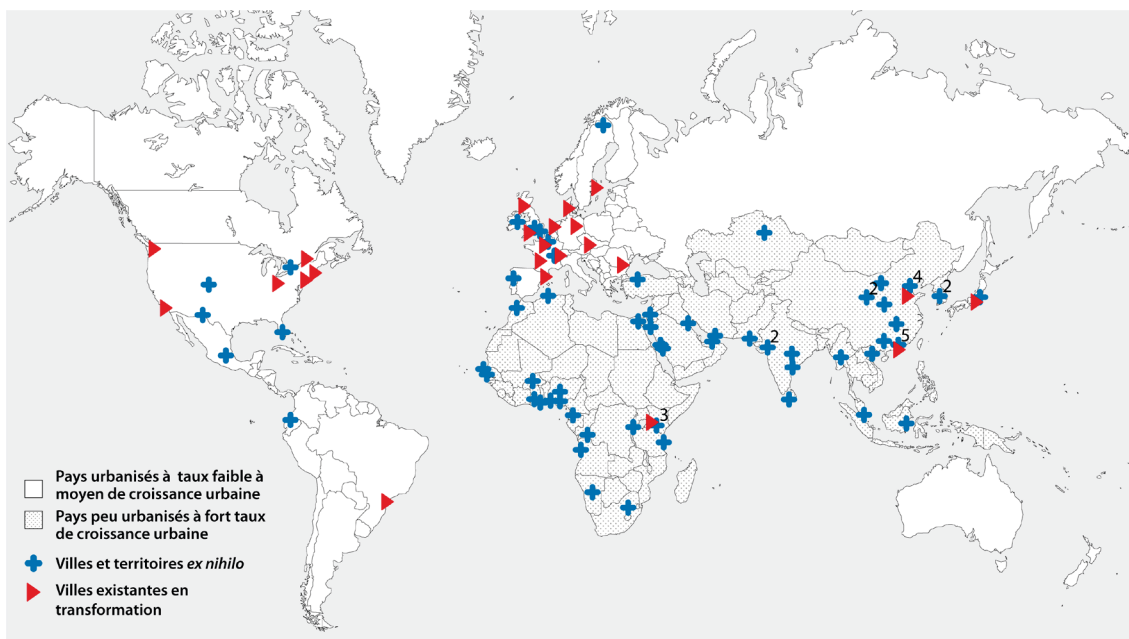 2
4
2
5
2
3
Pays urbanisés à taux faible à
moyen de croissance urbaine
Pays peu urbanisés à fort taux
de croissance urbaine
Villes et territoires ex nihilo
Villes existantes en
transformation